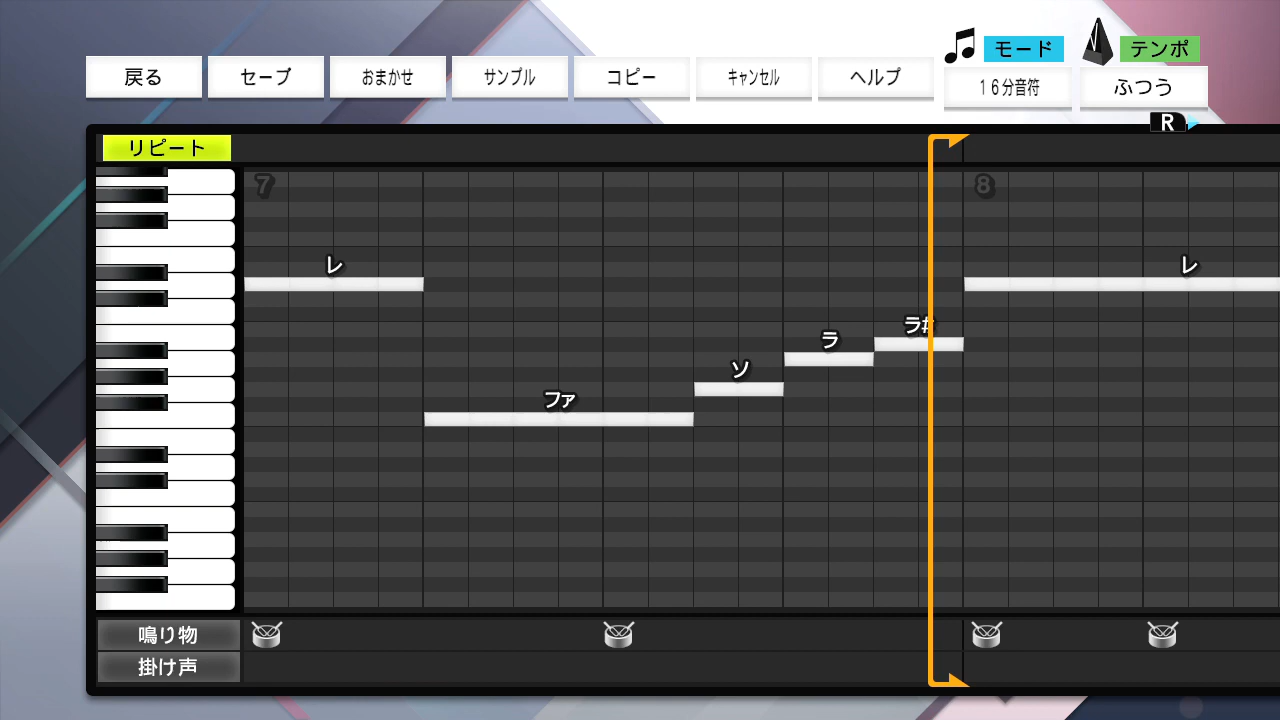 モード
テンポ
戻る
セーブ
おまかせ
サンプル
コピー
キャンセル
ヘルプ
16分音符
ふつう
R
リピート
7
8
レ
レ
ラ#
ラ
ソ
ファ
鳴り物
掛け声